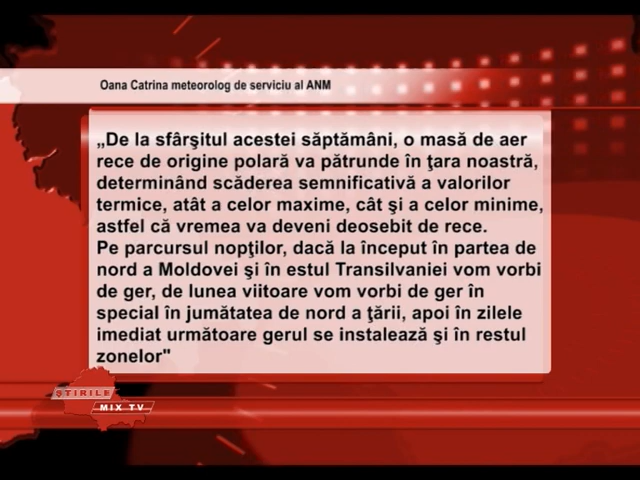 Oana Catrina meteorolog de serviciu al ANM
„De la sfârşitul acestei săptămâni, o masă de aer
rece de origine polară va pătrunde în ţara noastră,
determinând scăderea semnificativă a valorilor
termice, atât a celor maxime, cât şi a celor minime,
astfel că vremea va deveni deosebit de rece.
Pe parcursul nopţilor, dacă la început în partea de
nord a Moldovei şi în estul Transilvaniei vom vorbi
de ger, de lunea viitoare vom vorbi de ger în
special în jumătatea de nord a ţării, apoi în zilele
imediat următoare gerul se instalează şi în restul
zonelor"
ŞTIRILE
MIX TV